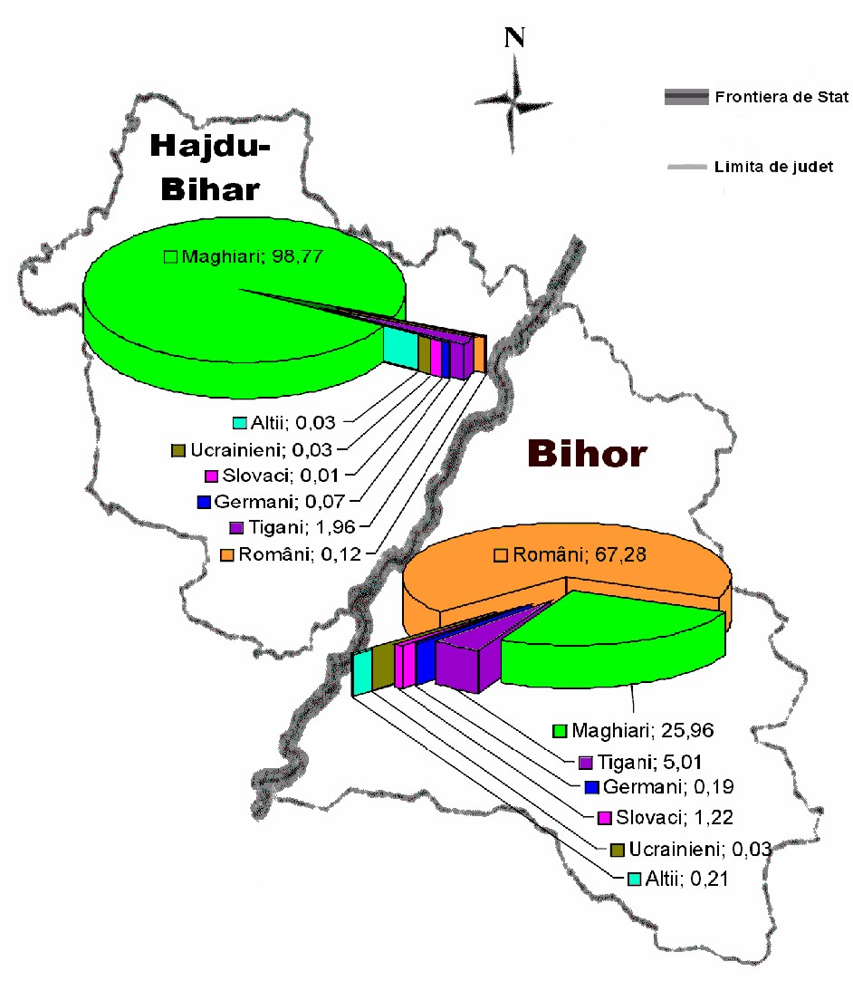 N
Frontiera de Stat
Limita de judet
Hajdu-
Bihar
Maghiari; 98,77
Altii; 0,03
Ucrainieni; 0,03
Slovaci; 0,01
Germani; 0,07
Tigani; 1,96
Români; 0,12
Bihor
Români; 67,28
Maghiari; 25,96
Tigani; 5,01
Germani; 0,19
Slovaci; 1,22
Ucrainieni; 0,03
Altii; 0,21